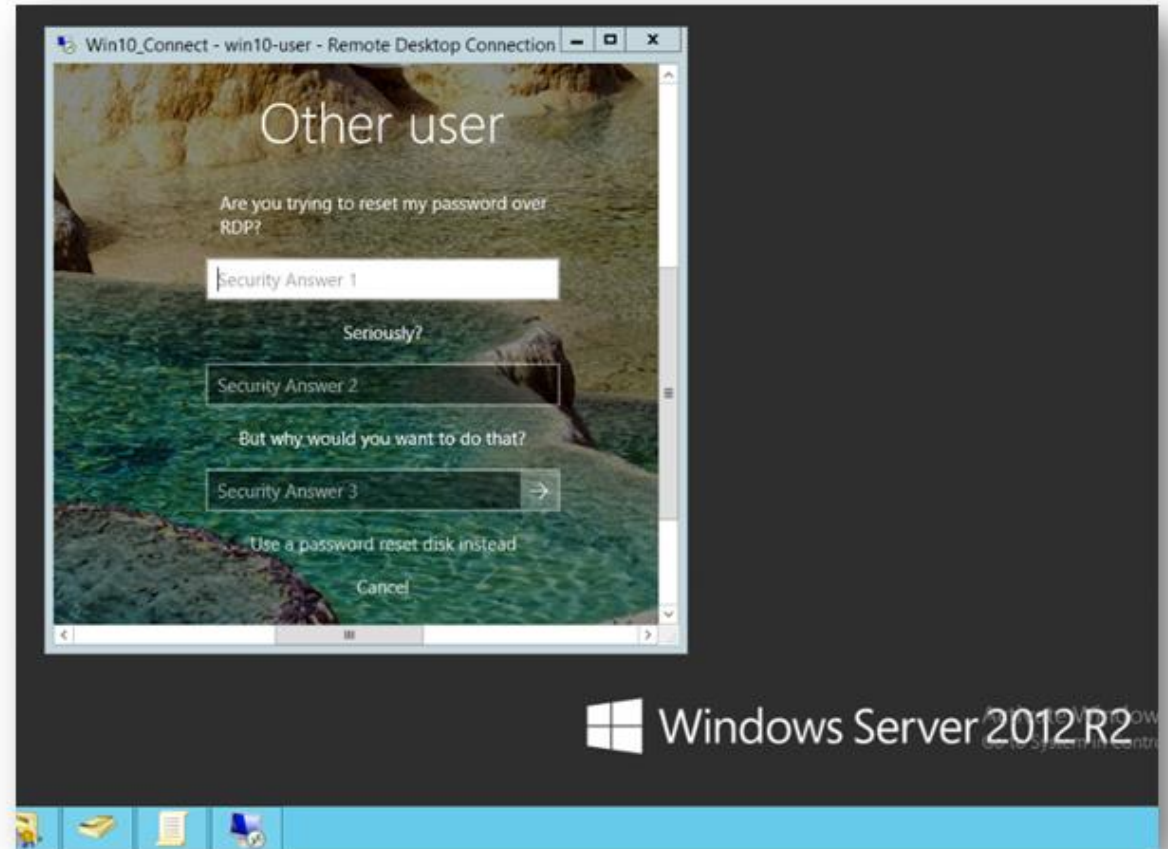 Win10_Connect - win10-user - Remote Desktop Connection
Other user
Are you trying to reset my password over
RDP?
Security Answer 1
Seriously?
Security Answer 2
But why would you want to do that?
Security Answer 3
Use a password reset disk instead
Cancel
Windows Server 2012 R2